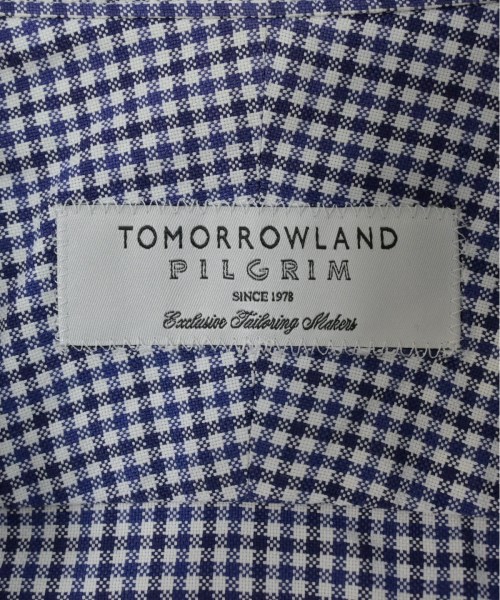 TOMORROWLAND
PILGRIM
SINCE 1978
Exclusive Tailoring Makers